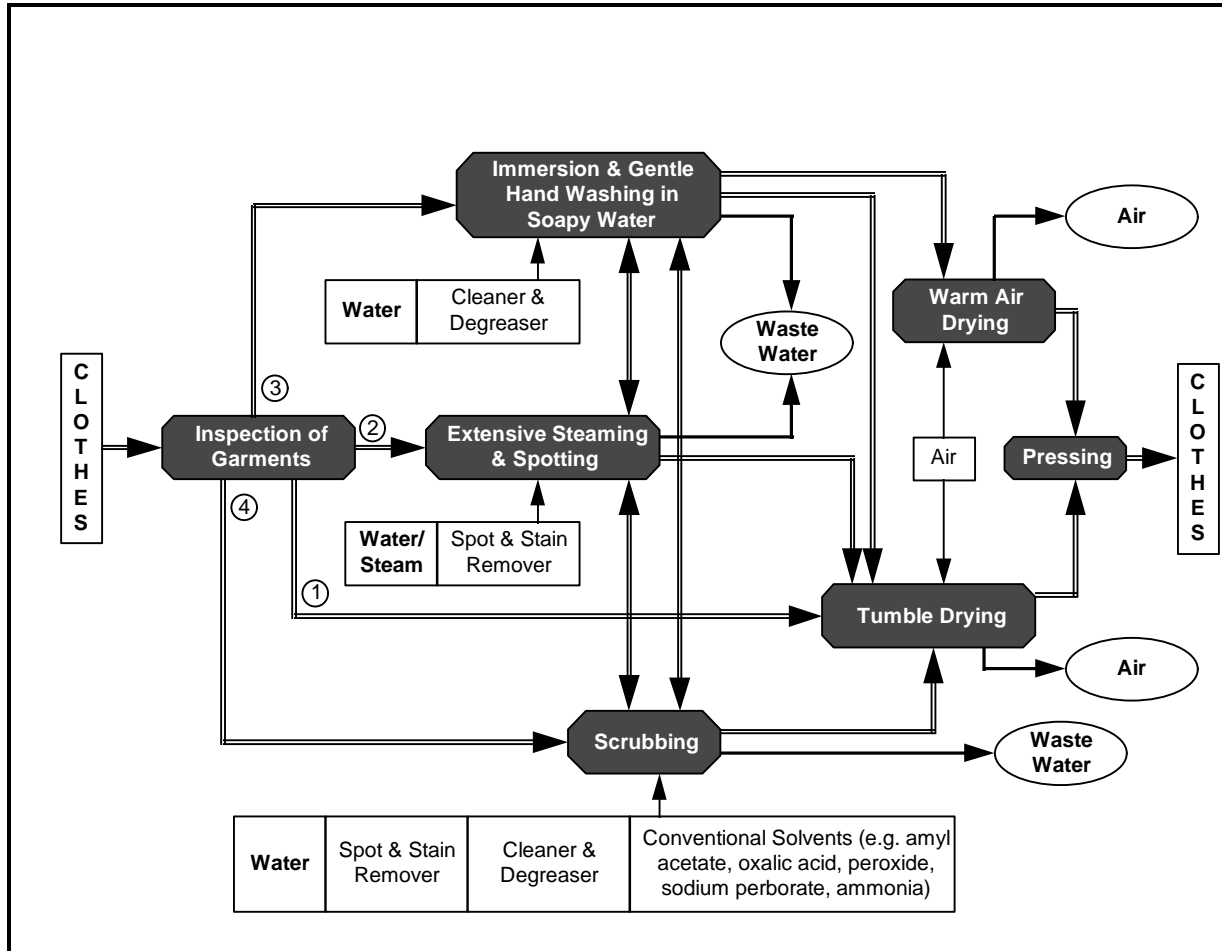 Immersion & Gentle
Hand Washing in
Soapy Water
Air
Water
Cleaner &
Degreaser
Warm Air
Drying
Waste
Water
C
L
O
T
H
E
S
③
②
Inspection of
Garments
Extensive Steaming
& Spotting
Air
Pressing
C
L
O
T
H
E
S
④
Water/
Steam
Spot & Stain
Remover
①
Tumble Drying
Air
Scrubbing
Waste
Water
Water
Spot & Stain
Remover
Cleaner &
Degreaser
Conventional Solvents (e.g. amyl
acetate, oxalic acid, peroxide,
sodium perborate, ammonia)